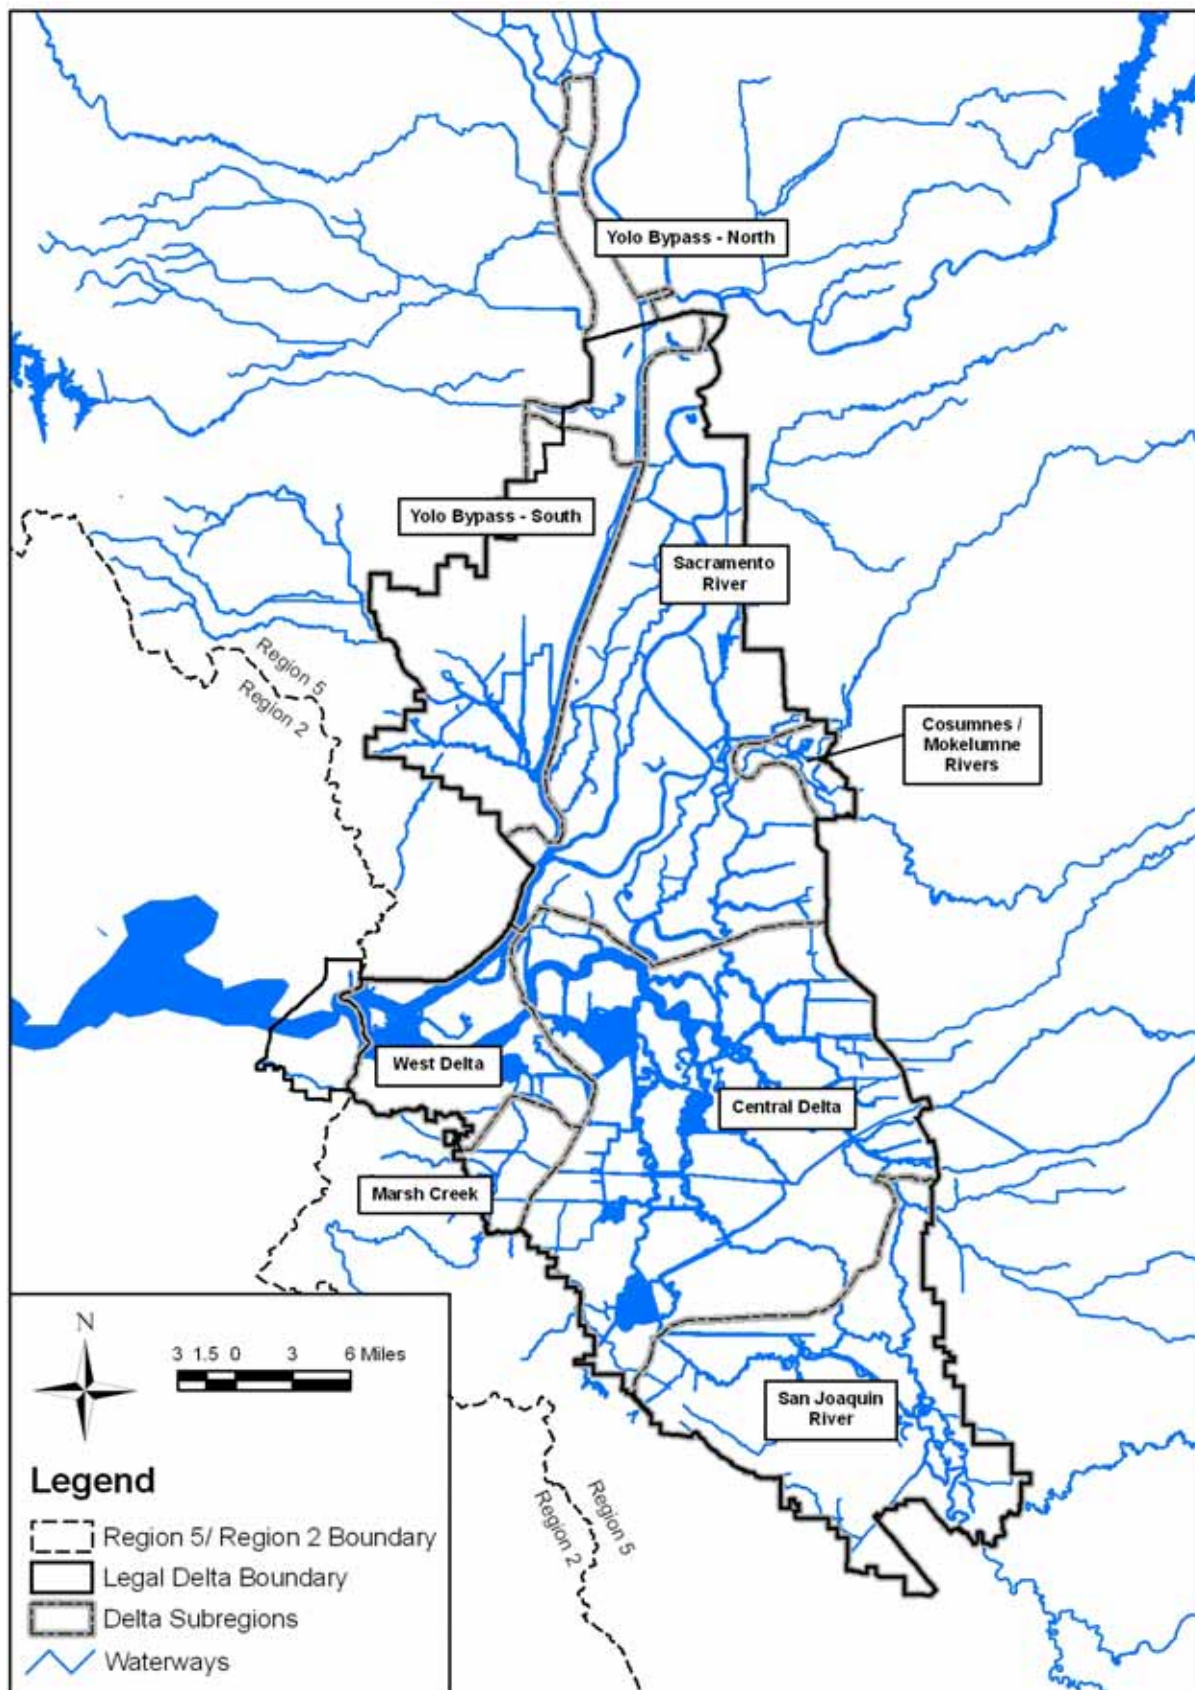 Yolo Bypass - North
Yolo Bypass - South
Sacramento
River
Region 5
Region 2
Cosumnes /
Mokelumne
Rivers
West Delta
Central Delta
Marsh Creek
San Joaquin
River
N
3 1.5 0 3 6 Miles
Region 5
Region 2
Legend
Region 5/ Region 2 Boundary
Legal Delta Boundary
Delta Subregions
Waterways